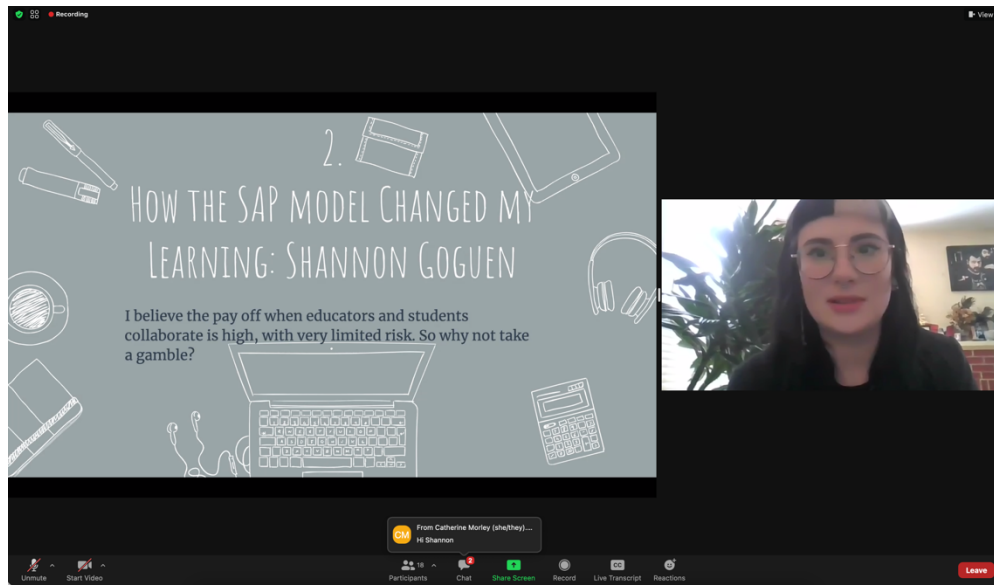 Recording
View
2.
HOW THE SAP MODEL CHANGED MY
LEARNING: SHANNON GOGUEN
I believe the pay off when educators and students
collaborate is high, with very limited risk. So why not take
a gamble?
CM
From Catherine Morley (she/they)....
Hi Shannon
Unmute
Start Video
18
Participants
2
Chat
Share Screen
Record
CC
Live Transcript
Reactions
Leave